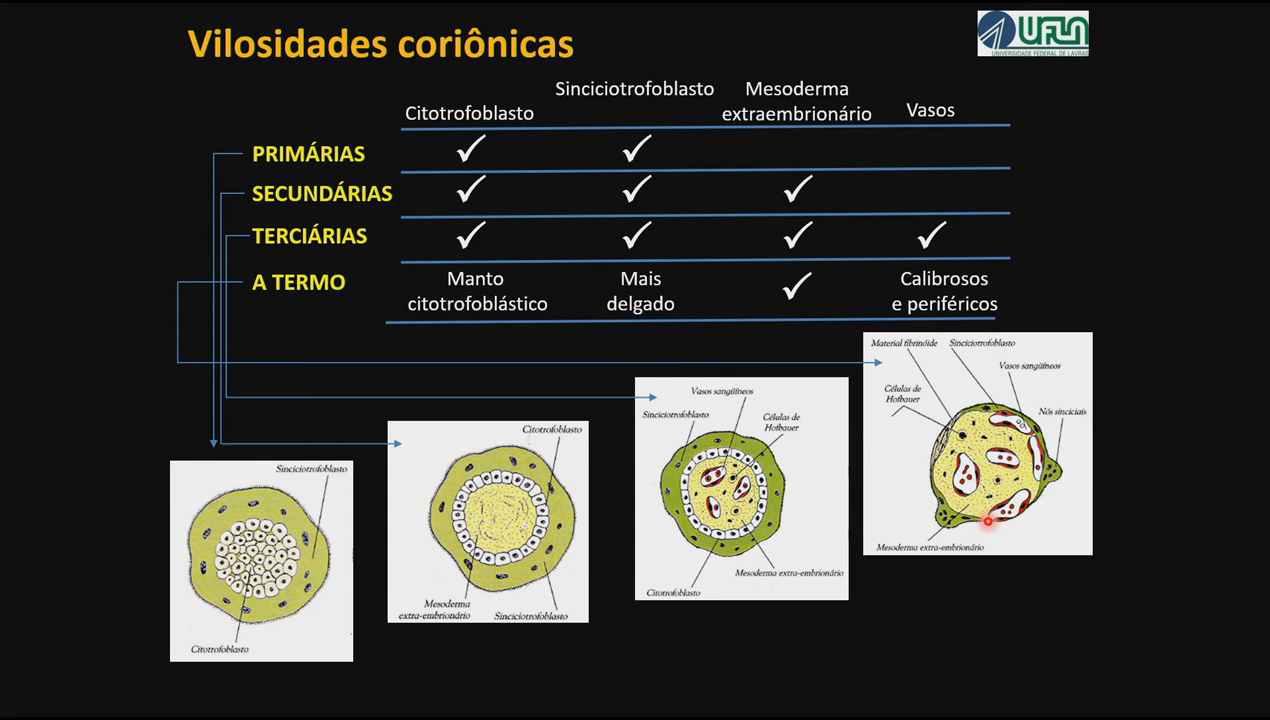 Vilosidades coriônicas
UFLA
UNIVERSIDADE FEDERAL DE LAVRAS
Citotrofoblasto
Sinciciotrofoblasto
Mesoderma
extraembrionário
Vasos
PRIMÁRIAS ✓ ✓
SECUNDÁRIAS ✓ ✓ ✓
TERCIÁRIAS ✓ ✓ ✓ ✓
A TERMO
Manto
citotrofoblástico
Mais
delgado
✓
Calibrosos
e periféricos
Sinciciotrofoblasto
Citotrofoblasto
Citotrofoblasto
Mesoderma
extra-embrionário
Sinciciotrofoblasto
Vasos sangüíneos
Sinciciotrofoblasto
Células de
Hofbauer
Mesoderma extra-embrionário
Citotrofoblasto
Material fibrinóide
Sinciciotrofoblasto
Vasos sangüíneos
Células de
Hofbauer
Nós sinciciais
Mesoderma extra-embrionário